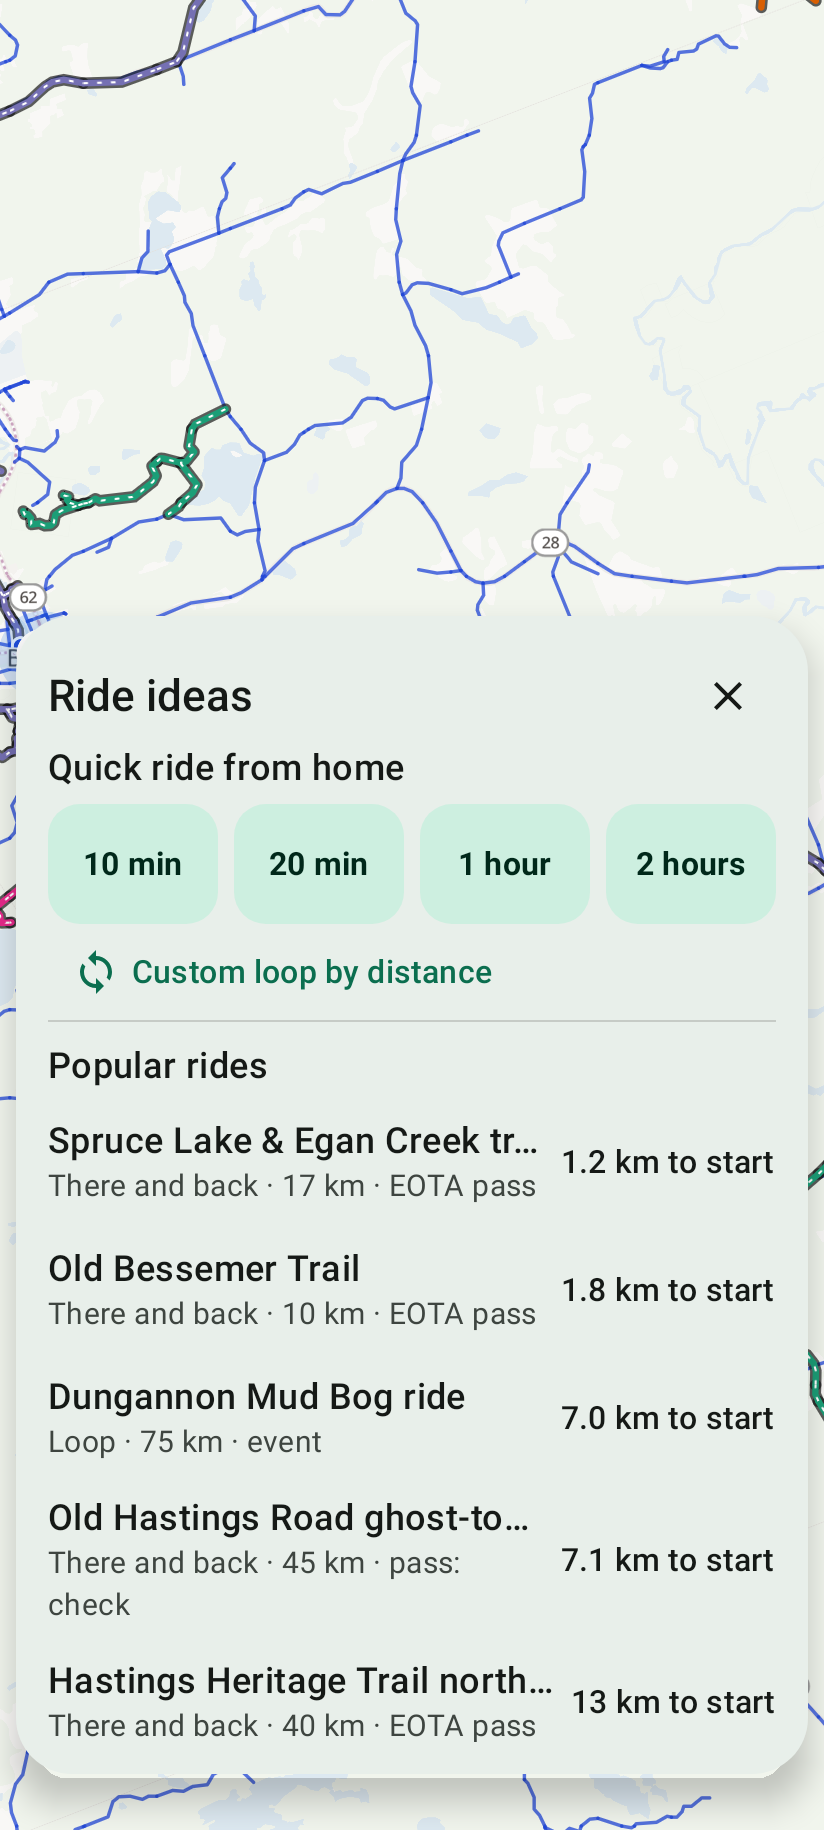 28
62
Ride ideas
Quick ride from home
10 min
20 min
1 hour
2 hours
Custom loop by distance
Popular rides
Spruce Lake & Egan Creek tr...
There and back · 17 km · EOTA pass
1.2 km to start
Old Bessemer Trail
There and back · 10 km · EOTA pass
1.8 km to start
Dungannon Mud Bog ride
Loop · 75 km · event
7.0 km to start
Old Hastings Road ghost-to...
There and back · 45 km · pass:
check
7.1 km to start
Hastings Heritage Trail north...
There and back · 40 km · EOTA pass
13 km to start